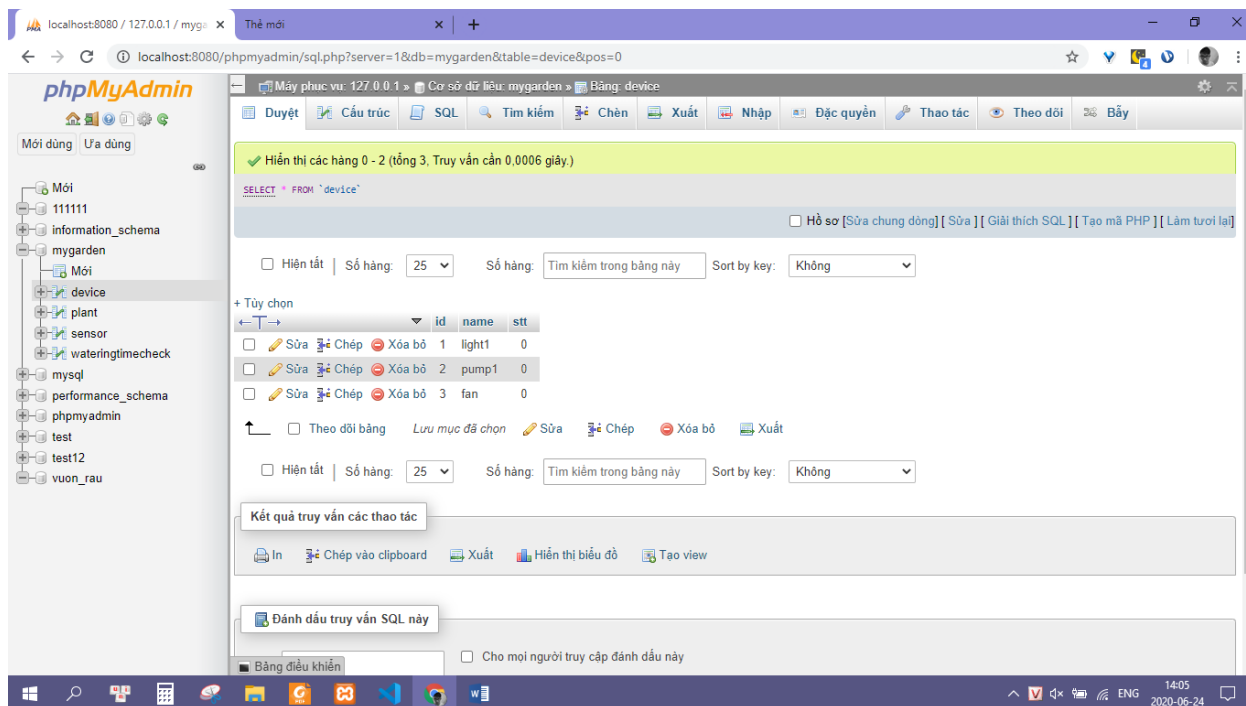 localhost:8080 / 127.0.0.1 / myga
Thẻ mới
localhost:8080/phpmyadmin/sql.php?server=1&db=mygarden&table=device&pos=0
phpMyAdmin
Mới dùng Ưa dùng
Mới
111111
information_schema
mygarden
Mới
device
plant
sensor
wateringtimecheck
mysql
performance_schema
phpmyadmin
test
test12
vuon_rau
Máy phục vụ: 127.0.0.1 » Cơ sở dữ liệu: mygarden » Bảng: device
Duyệt Cấu trúc SQL Tìm kiếm Chèn Xuất Nhập Đặc quyền Thao tác Theo dõi Bẫy
Hiển thị các hàng 0 - 2 (tổng 3, Truy vấn cần 0,0006 giây.)
SELECT * FROM `device`
Hồ sơ [Sửa chung dòng] [ Sửa ] [ Giải thích SQL ] [ Tạo mã PHP ] [ Làm tươi lại]
Hiện tất | Số hàng: 25 Số hàng: Tìm kiếm trong bảng này Sort by key: Không
+ Tùy chọn
←T→ id name stt
Sửa Chép Xóa bỏ 1 light1 0
Sửa Chép Xóa bỏ 2 pump1 0
Sửa Chép Xóa bỏ 3 fan 0
Theo dõi bảng Lưu mục đã chọn Sửa Chép Xóa bỏ Xuất
Hiện tất | Số hàng: 25 Số hàng: Tìm kiếm trong bảng này Sort by key: Không
Kết quả truy vấn các thao tác
In Chép vào clipboard Xuất Hiển thị biểu đồ Tạo view
Đánh dấu truy vấn SQL này
Cho mọi người truy cập đánh dấu này
Bảng điều khiển
ENG 14:05
2020-06-24